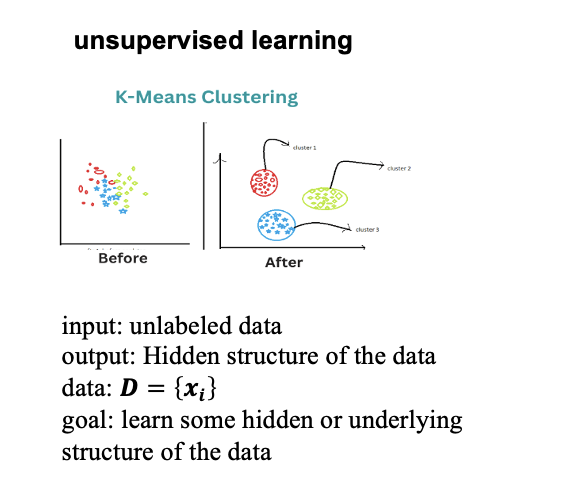 unsupervised learning
K-Means Clustering
cluster 1
cluster 2
cluster 3
Before
After
input: unlabeled data
output: Hidden structure of the data
data: D = {xᵢ}
goal: learn some hidden or underlying
structure of the data